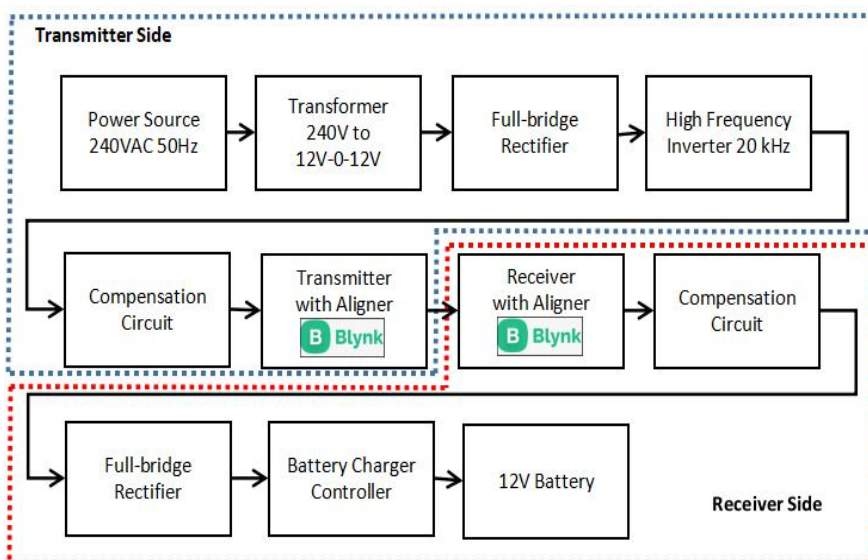 Transmitter Side
Power Source
240VAC 50Hz
Transformer
240V to
12V-0-12V
Full-bridge
Rectifier
High Frequency
Inverter 20 kHz
Compensation
Circuit
Transmitter
with Aligner
B Blynk
Receiver
with Aligner
B Blynk
Compensation
Circuit
Full-bridge
Rectifier
Battery Charger
Controller
12V Battery
Receiver Side